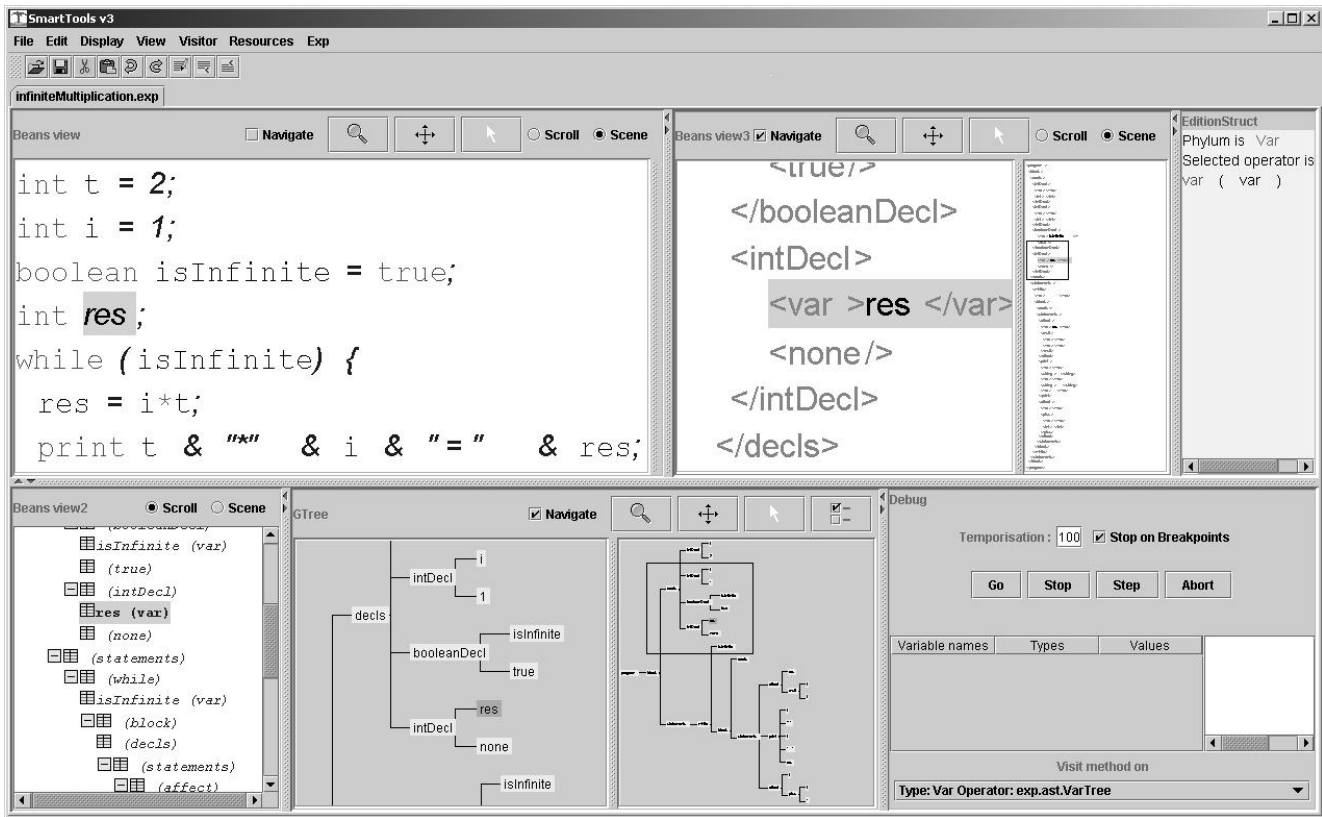 SmartTools v3
File Edit Display View Visitor Resources Exp
infiniteMultiplication.exp
Beans view Navigate Scroll Scene
int t = 2;
int i = 1;
boolean isInfinite = true;
int res ;
while (isInfinite) {
res = i*t;
print t & "*" & i & "=" & res;
Beans view3 Navigate Scroll Scene
<true/>
</booleanDecl>
<intDecl>
<var >res </var>
<none/>
</intDecl>
</decls>
EditionStruct
Phylum is Var
Selected operator is
var ( var )
Beans view2 Scroll Scene
(booleanDecl)
isInfinite (var)
(true)
(intDecl)
res (var)
(none)
(statements)
(while)
isInfinite (var)
(block)
(decls)
(statements)
(affect)
GTree Navigate
i
intDecl
1
decls
isInfinite
booleanDecl
true
res
intDecl
none
isInfinite
Debug
Temporisation : 100 Stop on Breakpoints
Go Stop Step Abort
Variable names Types Values
Visit method on
Type: Var Operator: exp.ast.VarTree